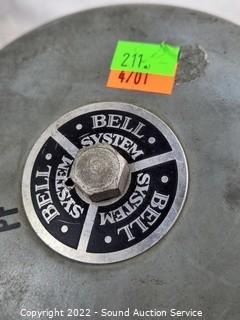 211.
4701
BELL
SYSTEM
BELL
SYSTEM
BELL
SYSTEM
Copyright 2022 - Sound Auction Service